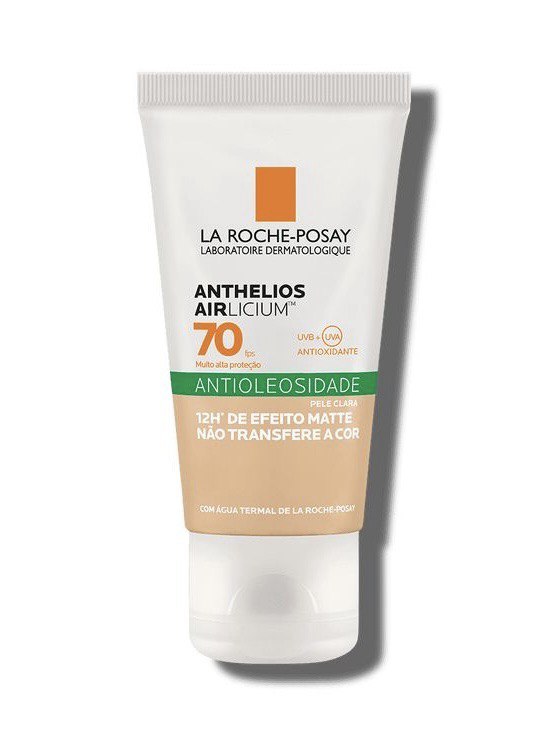 LA ROCHE-POSAY
LABORATOIRE DERMATOLOGIQUE
ANTHELIOS
AIRLICIUM™
70 fps
Muito alta proteção
UVB + UVA
ANTIOXIDANTE
ANTIOLEOSIDADE
PELE CLARA
12H* DE EFEITO MATTE
NÃO TRANSFERE A COR
COM ÁGUA TERMAL DE LA ROCHE-POSAY